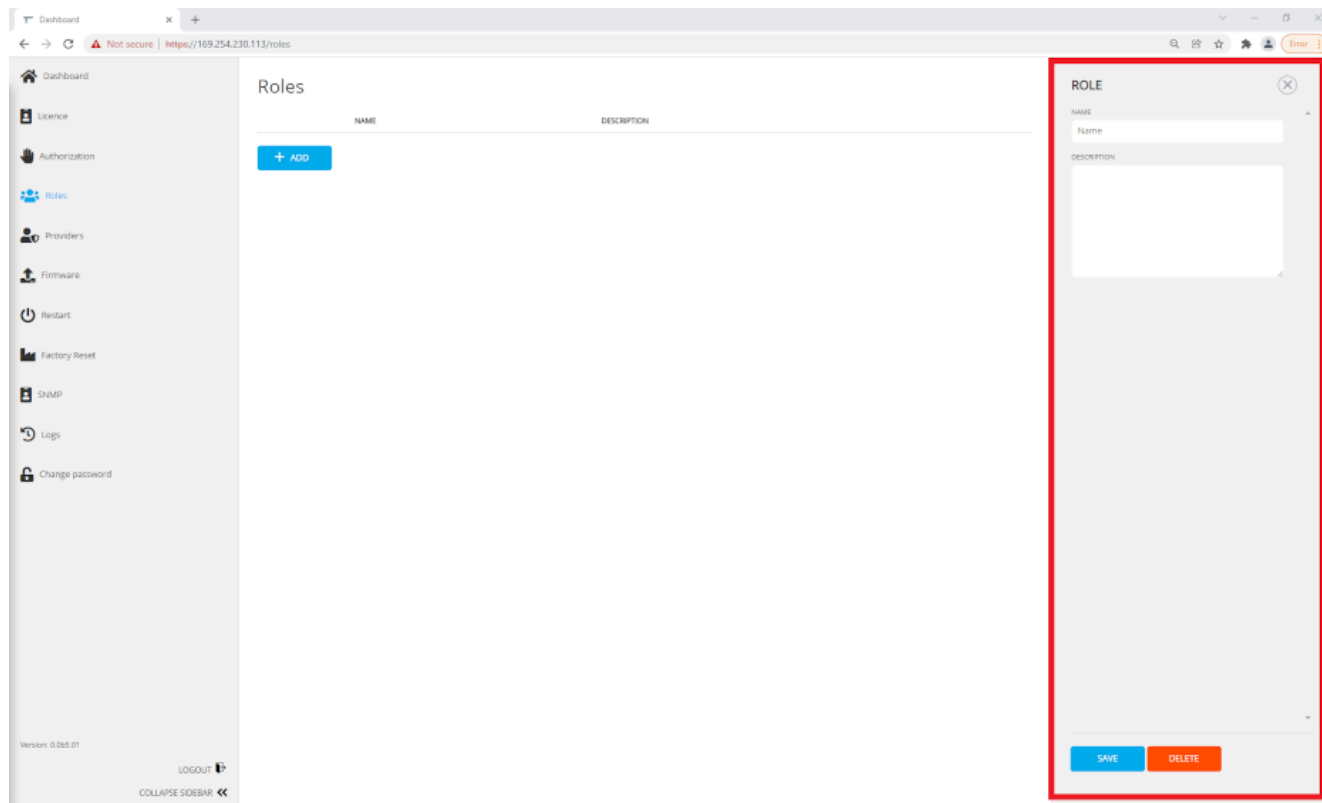 Dashboard
Not secure | https://169.254.230.113/roles
Error
Dashboard
Licence
Authorization
Roles
Providers
Firmware
Restart
Factory Reset
SNMP
Logs
Change password
Version: 0.0b5.01
LOGOUT
COLLAPSE SIDEBAR
Roles
NAME DESCRIPTION
+ ADD
ROLE
NAME
Name
DESCRIPTION
SAVE DELETE